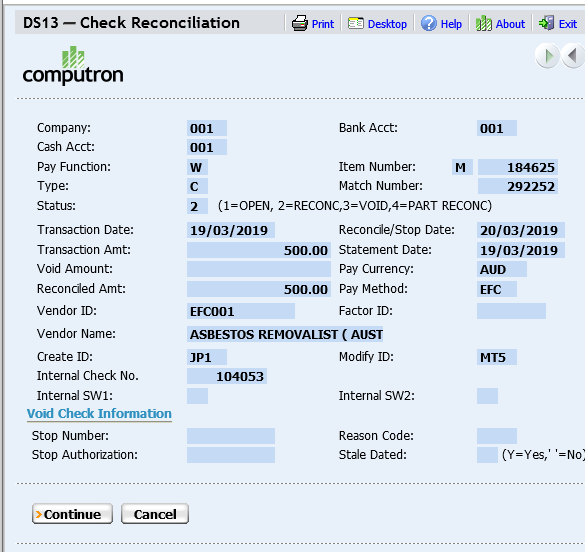 DS13 — Check Reconciliation Print Desktop Help About Exit
computron
Company: 001 Bank Acct: 001
Cash Acct: 001
Pay Function: W Item Number: M 184625
Type: C Match Number: 292252
Status: 2 (1=OPEN, 2=RECONC,3=VOID,4=PART RECONC)
Transaction Date: 19/03/2019 Reconcile/Stop Date: 20/03/2019
Transaction Amt: 500.00 Statement Date: 19/03/2019
Void Amount: Pay Currency: AUD
Reconciled Amt: 500.00 Pay Method: EFC
Vendor ID: EFC001 Factor ID:
Vendor Name: ASBESTOS REMOVALIST ( AUST
Create ID: JP1 Modify ID: MT5
Internal Check No. 104053
Internal SW1: Internal SW2:
Void Check Information
Stop Number: Reason Code:
Stop Authorization: Stale Dated: (Y=Yes,' '=No)
Continue Cancel